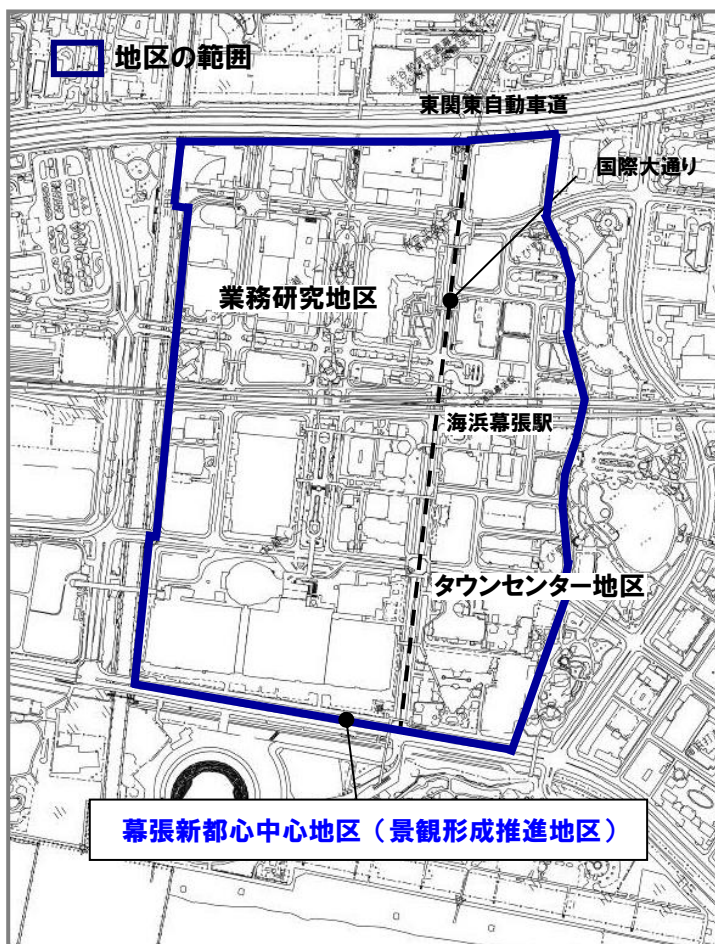 地区の範囲
東関東自動車道
国際大通り
業務研究地区
海浜幕張駅
タウンセンター地区
幕張新都心中心地区（景観形成推進地区）